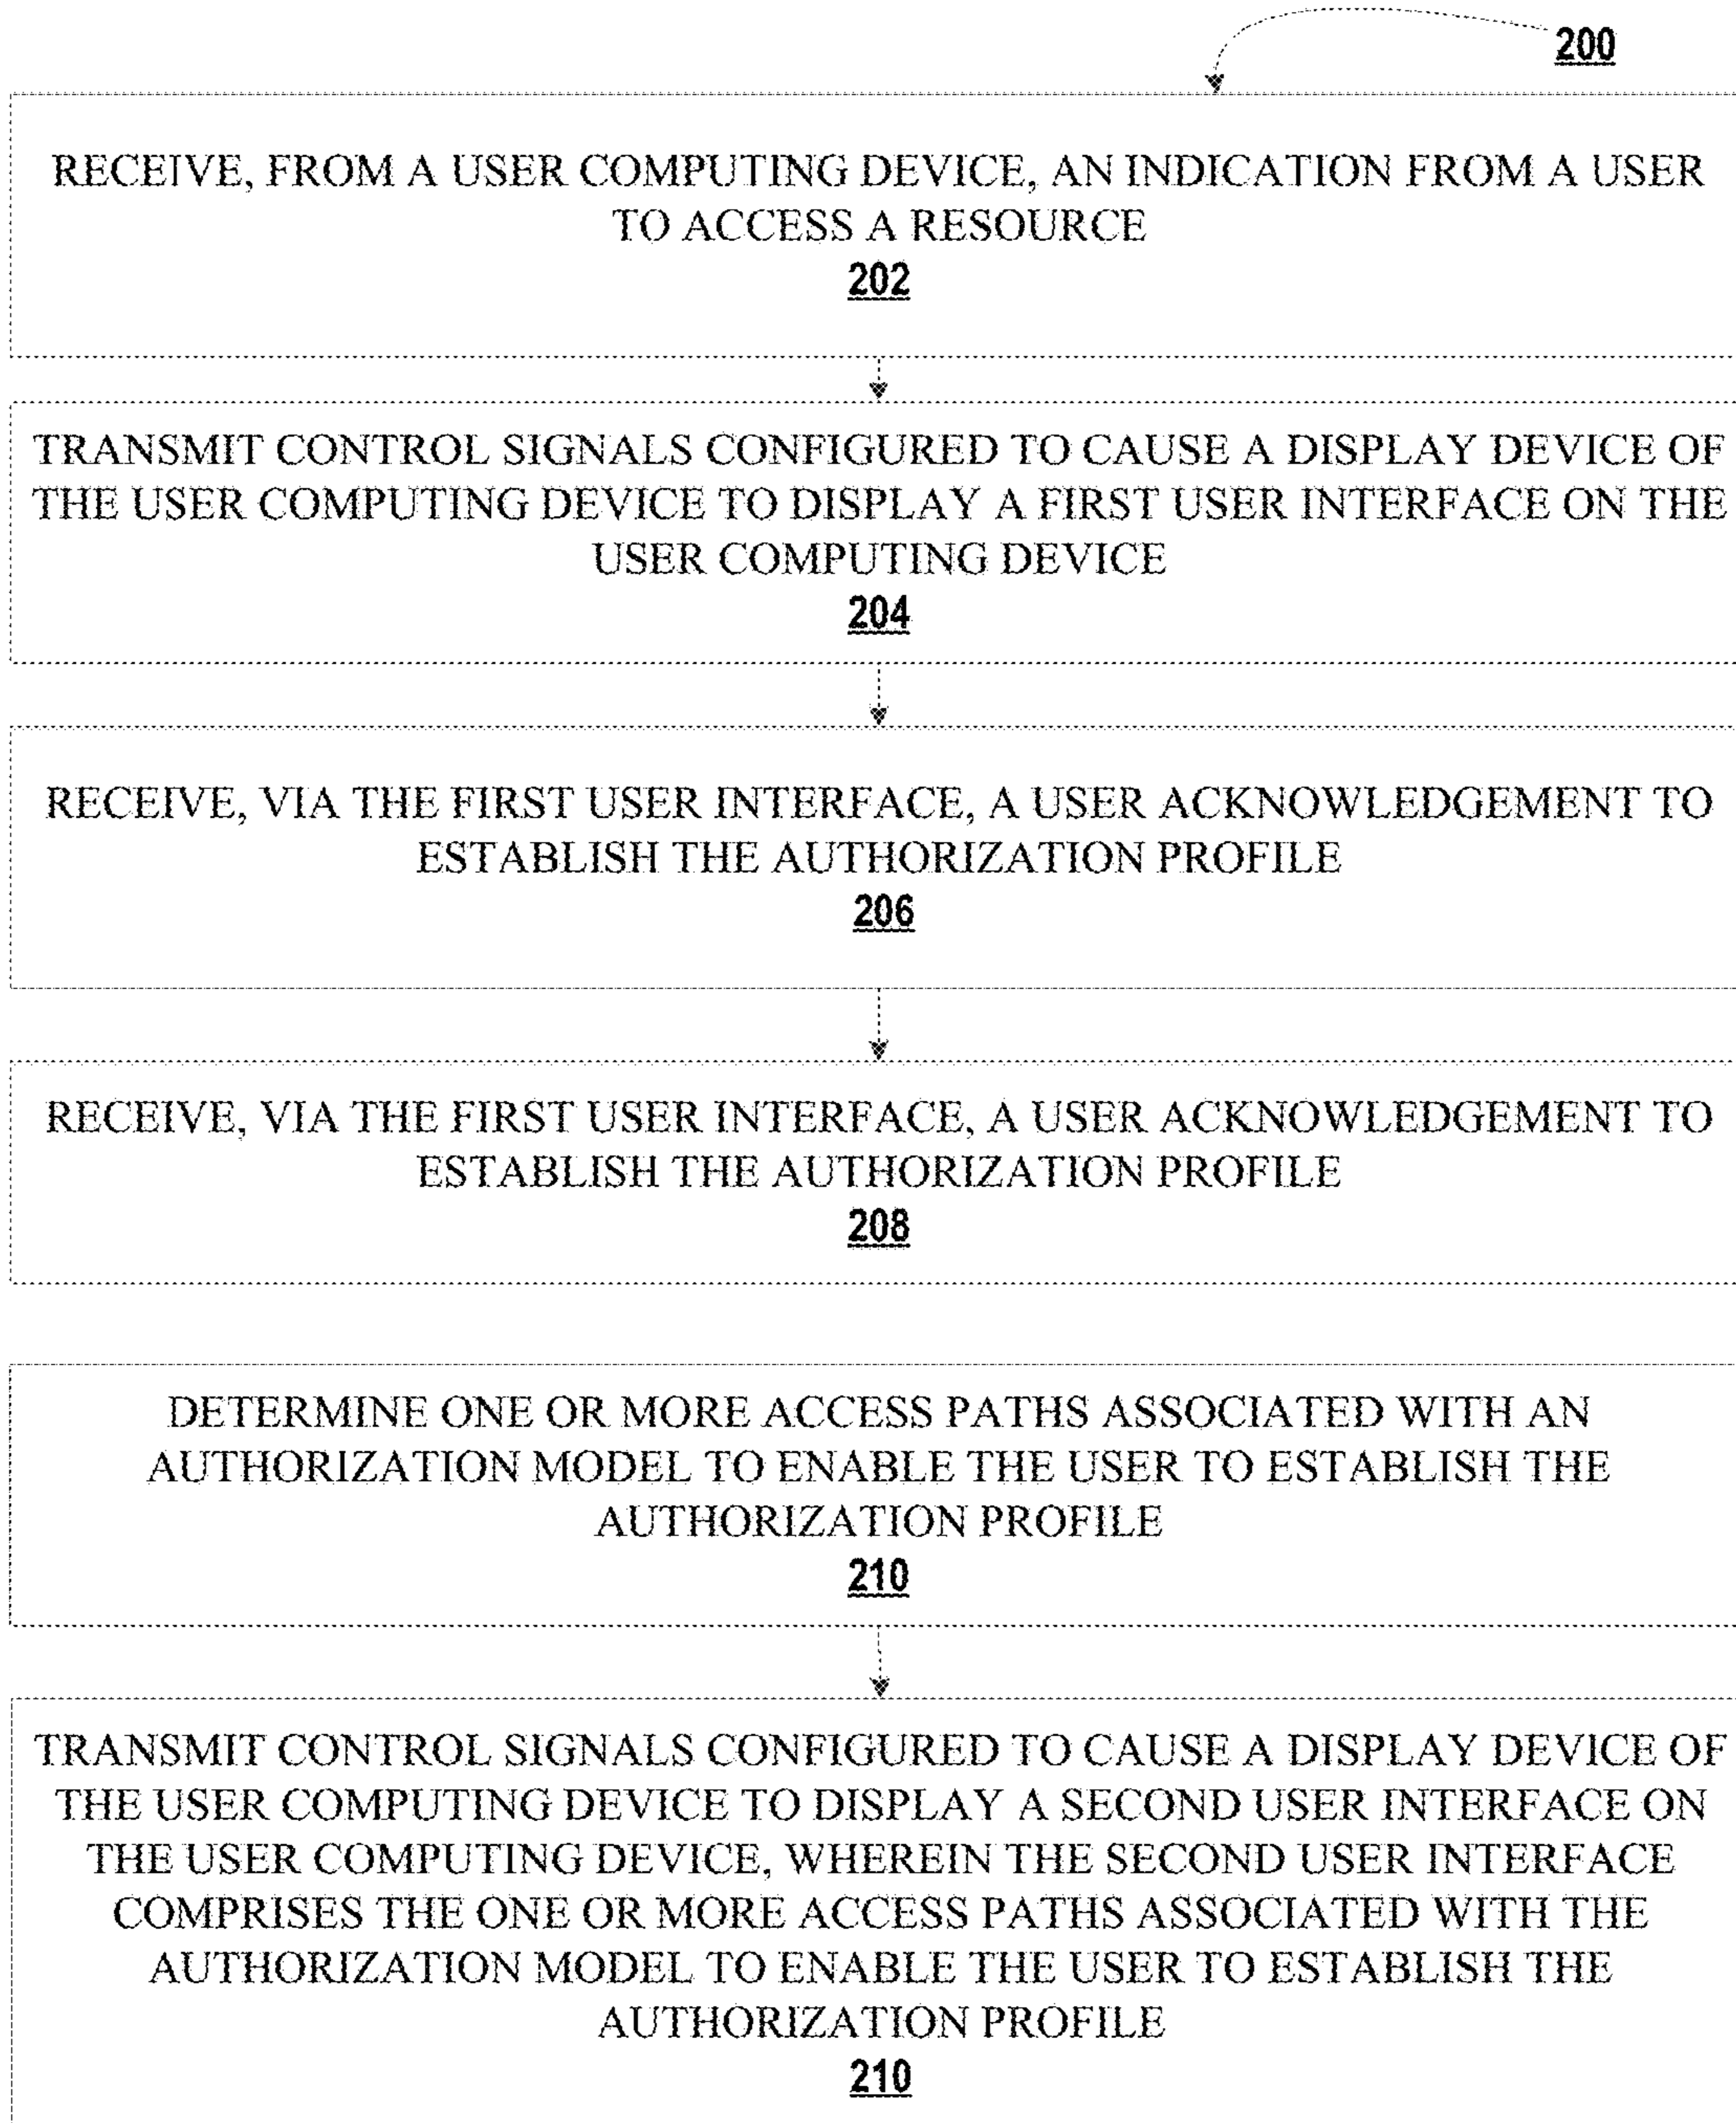 200
RECEIVE, FROM A USER COMPUTING DEVICE, AN INDICATION FROM A USER
TO ACCESS A RESOURCE
202
TRANSMIT CONTROL SIGNALS CONFIGURED TO CAUSE A DISPLAY DEVICE OF
THE USER COMPUTING DEVICE TO DISPLAY A FIRST USER INTERFACE ON THE
USER COMPUTING DEVICE
204
RECEIVE, VIA THE FIRST USER INTERFACE, A USER ACKNOWLEDGEMENT TO
ESTABLISH THE AUTHORIZATION PROFILE
206
RECEIVE, VIA THE FIRST USER INTERFACE, A USER ACKNOWLEDGEMENT TO
ESTABLISH THE AUTHORIZATION PROFILE
208
DETERMINE ONE OR MORE ACCESS PATHS ASSOCIATED WITH AN
AUTHORIZATION MODEL TO ENABLE THE USER TO ESTABLISH THE
AUTHORIZATION PROFILE
210
TRANSMIT CONTROL SIGNALS CONFIGURED TO CAUSE A DISPLAY DEVICE OF
THE USER COMPUTING DEVICE TO DISPLAY A SECOND USER INTERFACE ON
THE USER COMPUTING DEVICE, WHEREIN THE SECOND USER INTERFACE
COMPRISES THE ONE OR MORE ACCESS PATHS ASSOCIATED WITH THE
AUTHORIZATION MODEL TO ENABLE THE USER TO ESTABLISH THE
AUTHORIZATION PROFILE
210